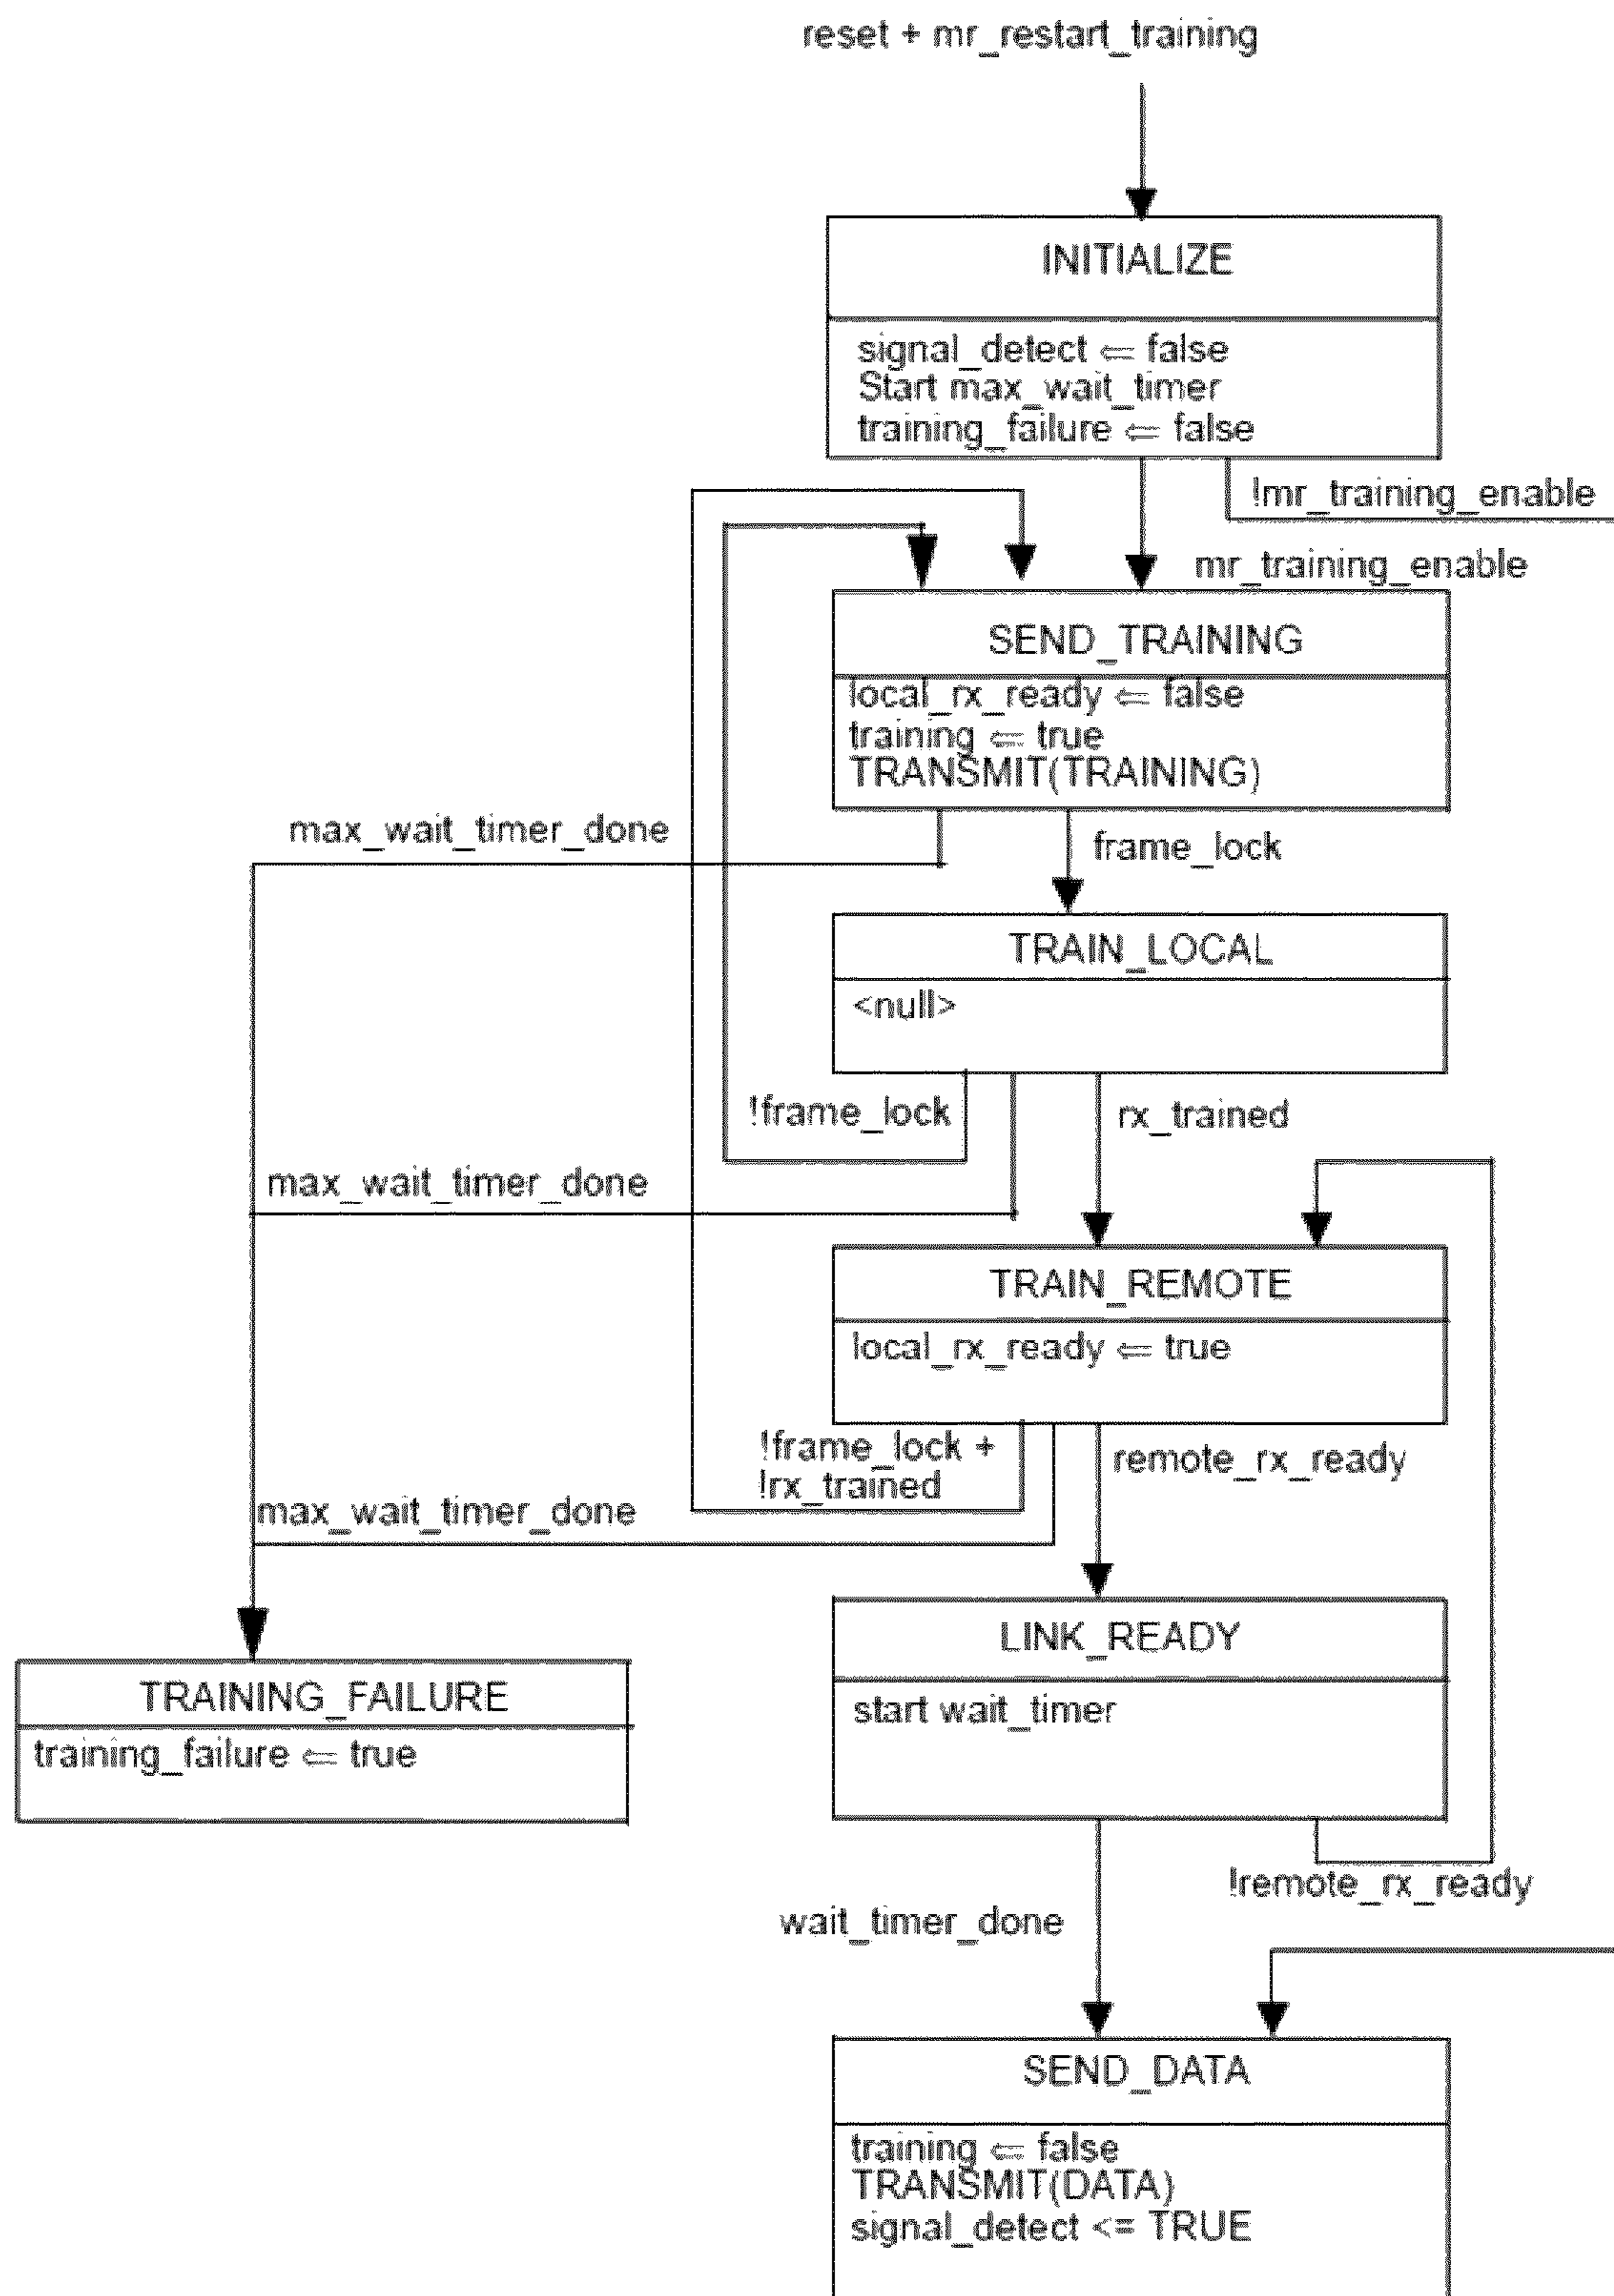 reset + mr_restart_training
INITIALIZE
signal_detect ⇐ false
Start max_wait_timer
training_failure ⇐ false
!mr_training_enable
mr_training_enable
SEND_TRAINING
local_rx_ready ⇐ false
training ⇐ true
TRANSMIT(TRAINING)
max_wait_timer_done
frame_lock
TRAIN_LOCAL
<null>
!frame_lock
rx_trained
max_wait_timer_done
TRAIN_REMOTE
local_rx_ready ⇐ true
!frame_lock +
!rx_trained
remote_rx_ready
max_wait_timer_done
LINK_READY
start wait_timer
TRAINING_FAILURE
training_failure ⇐ true
!remote_rx_ready
wait_timer_done
SEND_DATA
training ⇐ false
TRANSMIT(DATA)
signal_detect <= TRUE